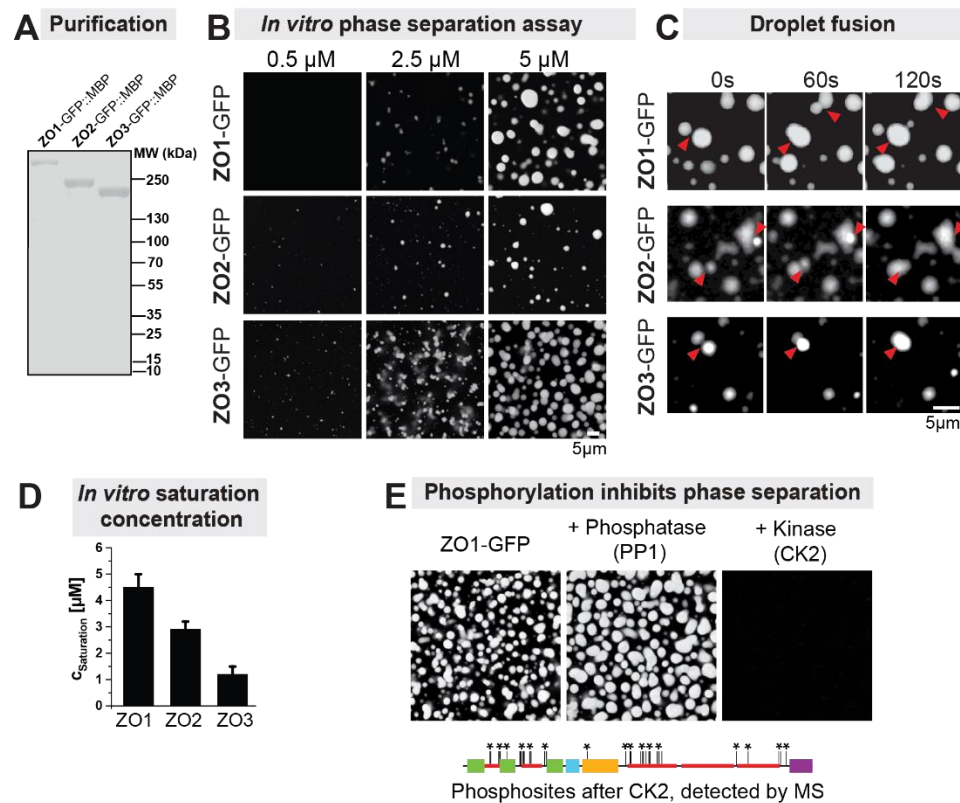 A Purification
ZO1-GFP::MBP
ZO2-GFP::MBP
ZO3-GFP::MBP
MW (kDa)
250
130
100
70
55
35
25
15
10
B In vitro phase separation assay
0.5 µM 2.5 µM 5 µM
ZO1-GFP
ZO2-GFP
ZO3-GFP
5µm
C Droplet fusion
0s 60s 120s
ZO1-GFP
ZO2-GFP
ZO3-GFP
5µm
D In vitro saturation
concentration
cSaturation [µM]
6
5
4
3
2
1
0
ZO1 ZO2 ZO3
E Phosphorylation inhibits phase separation
ZO1-GFP
+ Phosphatase
(PP1)
+ Kinase
(CK2)
Phosphosites after CK2, detected by MS